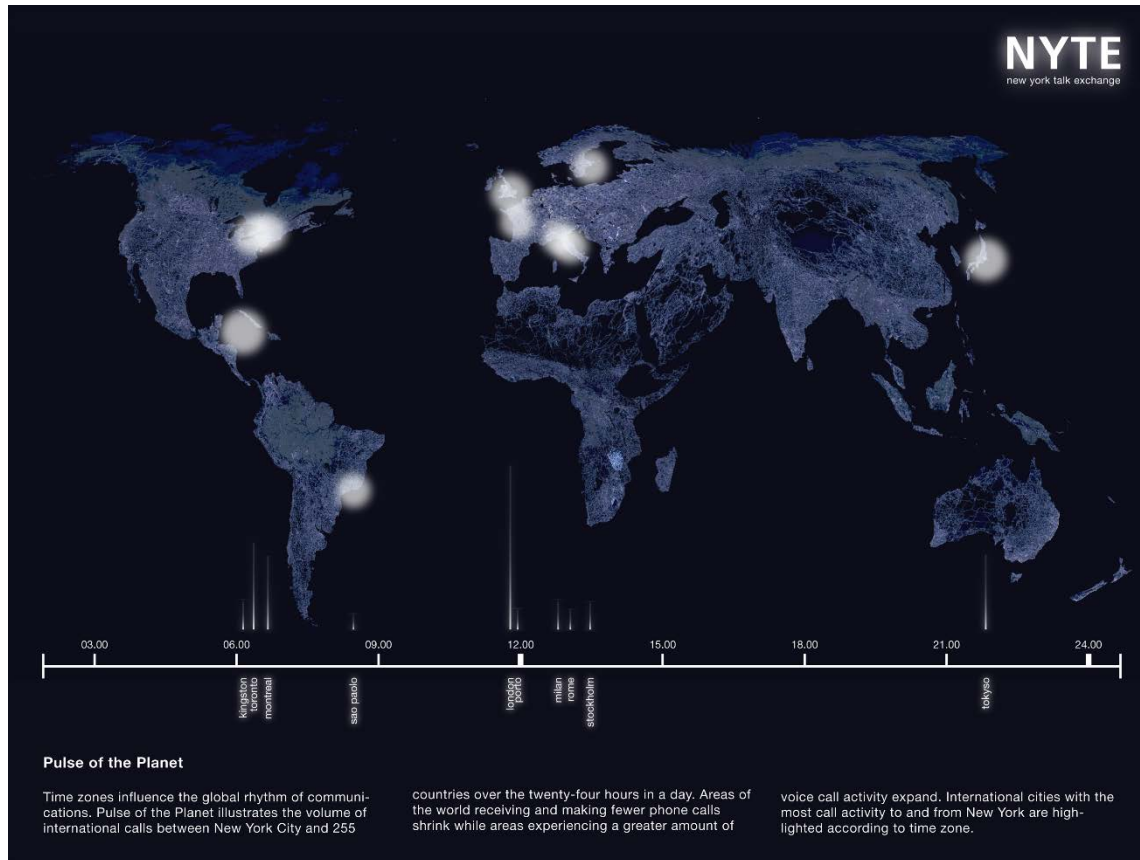 NYTE
new york talk exchange
03.00
06.00
09.00
12.00
15.00
18.00
21.00
24.00
kingston
toronto
montreal
sao paolo
london
porto
milan
rome
stockholm
tokyso
Pulse of the Planet
Time zones influence the global rhythm of communi-
cations. Pulse of the Planet illustrates the volume of
international calls between New York City and 255
countries over the twenty-four hours in a day. Areas of
the world receiving and making fewer phone calls
shrink while areas experiencing a greater amount of
voice call activity expand. International cities with the
most call activity to and from New York are high-
lighted according to time zone.